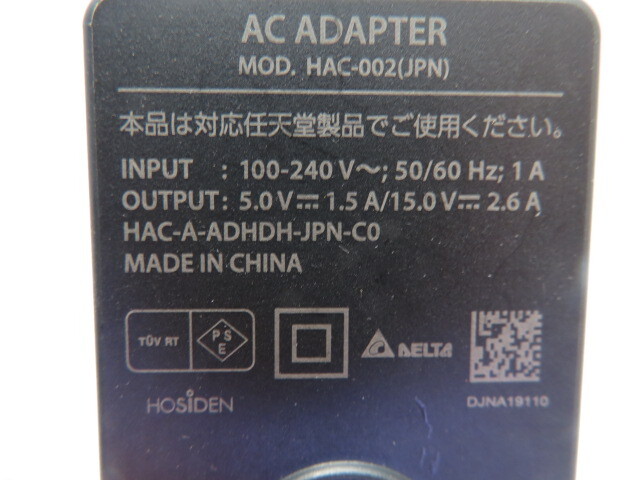 AC ADAPTER
MOD. HAC-002(JPN)
本品は対応任天堂製品でご使用ください。
INPUT : 100-240 V～; 50/60 Hz; 1 A
OUTPUT: 5.0 V⎓ 1.5 A/15.0 V⎓ 2.6 A
HAC-A-ADHDH-JPN-C0
MADE IN CHINA
TÜV RT PS E
DELTA
HOSIDEN
DJNA19110